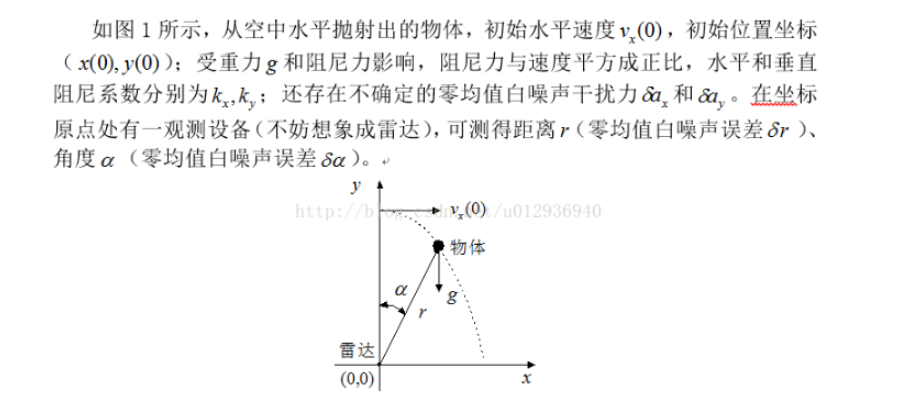 如图 1 所示，从空中水平抛射出的物体，初始水平速度 vₓ(0)，初始位置坐标
（ x(0), y(0) ）；受重力 g 和阻尼力影响，阻尼力与速度平方成正比，水平和垂直
阻尼系数分别为 kₓ, k_y；还存在不确定的零均值白噪声干扰力 δaₓ 和 δa_y 。在坐标
原点处有一观测设备（不妨想象成雷达），可测得距离 r（零均值白噪声误差 δr ）、
角度 α （零均值白噪声误差 δα ）。
y
vₓ(0)
物体
α
g
r
雷达
(0,0)
x